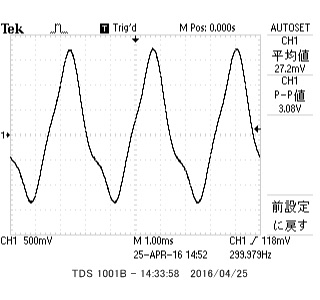 Tek
T Trig'd
M Pos: 0.000s
AUTOSET
CH1
平均値
27.2mV
CH1
P-P値
3.08V
1
前設定
に戻す
CH1 500mV
M 1.00ms
CH1 / 118mV
25-APR-16 14:52
299.979Hz
TDS 1001B - 14:33:58 2016/04/25